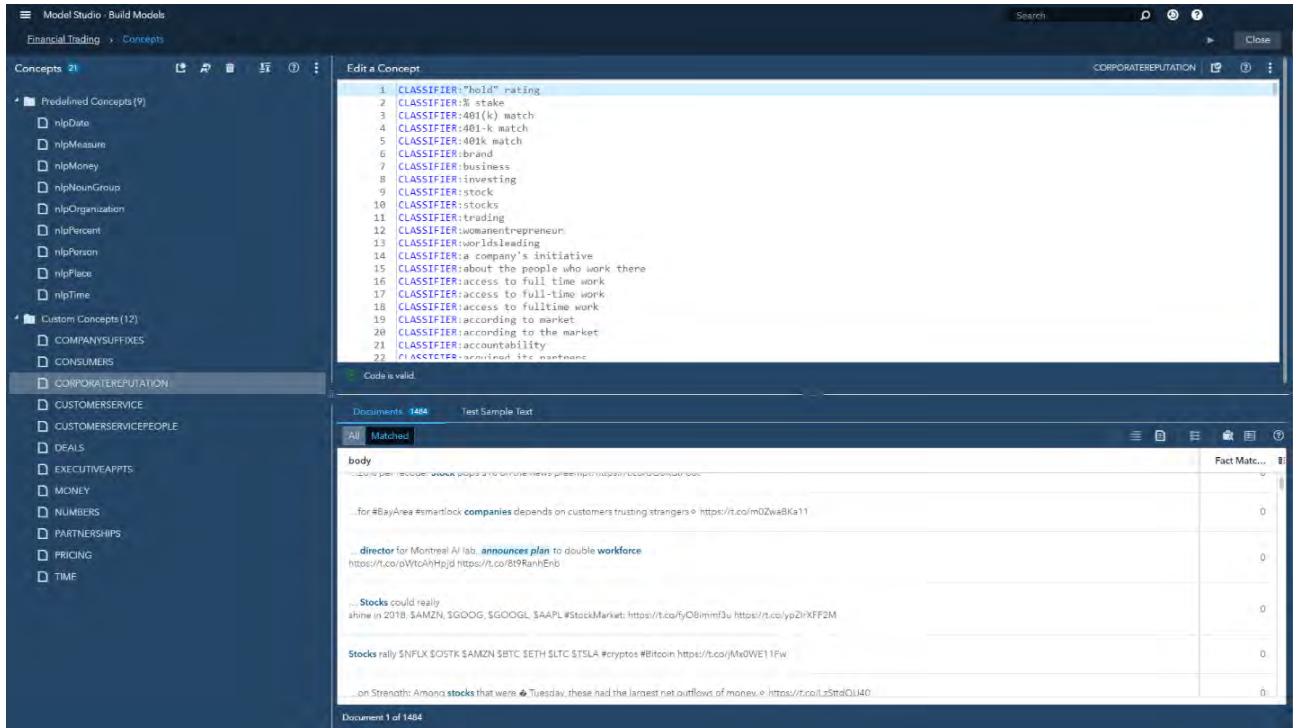 Model Studio - Build Models
Search
Financial Trading › Concepts
Close
Concepts 21
Edit a Concept
CORPORATEREPUTATION
Predefined Concepts (9)
nlpDate
nlpMeasure
nlpMoney
nlpNounGroup
nlpOrganization
nlpPercent
nlpPerson
nlpPlace
nlpTime
Custom Concepts (12)
COMPANYSUFFIXES
CONSUMERS
CORPORATEREPUTATION
CUSTOMERSERVICE
CUSTOMERSERVICEPEOPLE
DEALS
EXECUTIVEAPPTS
MONEY
NUMBERS
PARTNERSHIPS
PRICING
TIME
1 CLASSIFIER:"hold" rating
2 CLASSIFIER:% stake
3 CLASSIFIER:401(k) match
4 CLASSIFIER:401-k match
5 CLASSIFIER:401k match
6 CLASSIFIER:brand
7 CLASSIFIER:business
8 CLASSIFIER:investing
9 CLASSIFIER:stock
10 CLASSIFIER:stocks
11 CLASSIFIER:trading
12 CLASSIFIER:womanentrepreneur
13 CLASSIFIER:worldsleading
14 CLASSIFIER:a company's initiative
15 CLASSIFIER:about the people who work there
16 CLASSIFIER:access to full time work
17 CLASSIFIER:access to full-time work
18 CLASSIFIER:access to fulltime work
19 CLASSIFIER:according to market
20 CLASSIFIER:according to the market
21 CLASSIFIER:accountability
22 CLASSIFIER:acquired its partners
Code is valid.
Documents 1484 Test Sample Text
All Matched
body Fact Matc...
Stock
...for #BayArea #smartlock companies depends on customers trusting strangers https://t.co/m0ZwaBKa11 0
... director for Montreal AI lab, announces plan to double workforce
https://t.co/pWtcAhHpjd https://t.co/8t9RanhEnb 0
... Stocks could really
shine in 2018, $AMZN, $GOOG, $GOOGL, $AAPL #StockMarket: https://t.co/fyO8immf3u https://t.co/ypZIrXFF2M 0
Stocks rally $NFLX $OSTK $AMZN $BTC $ETH $LTC $TSLA #cryptos #Bitcoin https://t.co/jMx0WE11Fw 0
...on Strength: Among stocks that were � Tuesday, these had the largest net outflows of money. 0
Document 1 of 1484